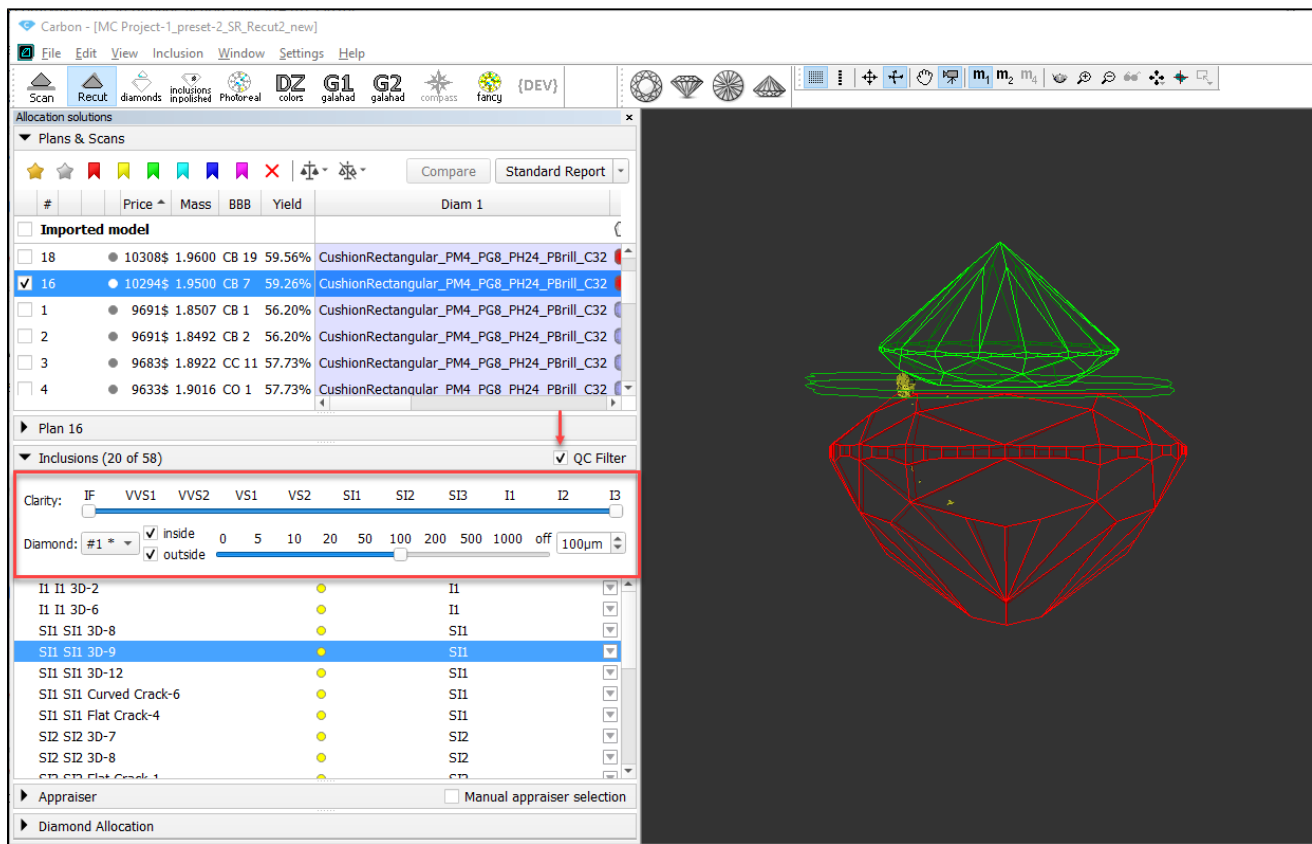 Carbon - [MC Project-1_preset-2_SR_Recut2_new]
File Edit View Inclusion Window Settings Help
Scan Recut diamonds inclusions inpolished Photoreal DZ colors G1 galahad G2 galahad compass fancy {DEV} m1 m2 m4
Allocation solutions
Plans & Scans
Compare Standard Report
# Price Mass BBB Yield Diam 1
Imported model
18 10308$ 1.9600 CB 19 59.56% CushionRectangular_PM4_PG8_PH24_PBrill_C32
16 10294$ 1.9500 CB 7 59.26% CushionRectangular_PM4_PG8_PH24_PBrill_C32
1 9691$ 1.8507 CB 1 56.20% CushionRectangular_PM4_PG8_PH24_PBrill_C32
2 9691$ 1.8492 CB 2 56.20% CushionRectangular_PM4_PG8_PH24_PBrill_C32
3 9683$ 1.8922 CC 11 57.73% CushionRectangular_PM4_PG8_PH24_PBrill_C32
4 9633$ 1.9016 CO 1 57.73% CushionRectangular_PM4_PG8_PH24_PBrill_C32
Plan 16
Inclusions (20 of 58) QC Filter
Clarity: IF VVS1 VVS2 VS1 VS2 SI1 SI2 SI3 I1 I2 I3
Diamond: #1 * inside outside 0 5 10 20 50 100 200 500 1000 off 100µm
I1 I1 3D-2 I1
I1 I1 3D-6 I1
SI1 SI1 3D-8 SI1
SI1 SI1 3D-9 SI1
SI1 SI1 3D-12 SI1
SI1 SI1 Curved Crack-6 SI1
SI1 SI1 Flat Crack-4 SI1
SI2 SI2 3D-7 SI2
SI2 SI2 3D-8 SI2
SI2 SI2 Flat Crack-1 SI2
Appraiser Manual appraiser selection
Diamond Allocation